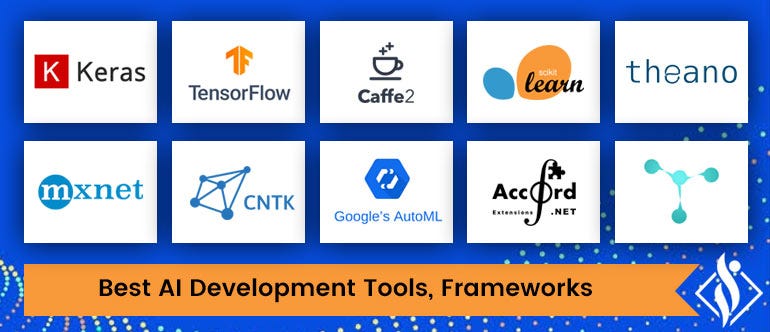 K Keras
TensorFlow
Caffe2
scikit
learn
theano
mxnet
CNTK
Google's AutoML
Accord
Extensions .NET
Best AI Development Tools, Frameworks